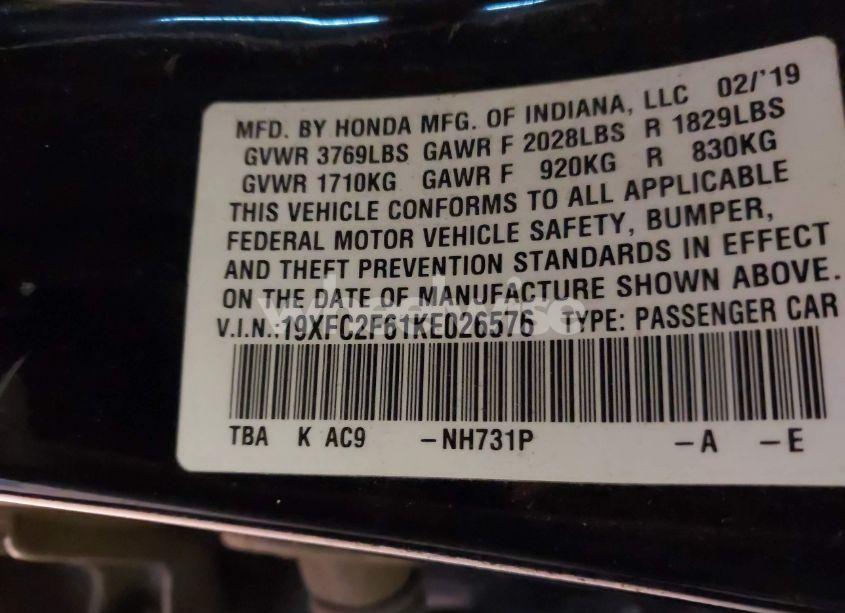 MFD. BY HONDA MFG. OF INDIANA, LLC 02/'19
GVWR 3769LBS GAWR F 2028LBS R 1829LBS
GVWR 1710KG GAWR F 920KG R 830KG
THIS VEHICLE CONFORMS TO ALL APPLICABLE
FEDERAL MOTOR VEHICLE SAFETY, BUMPER,
AND THEFT PREVENTION STANDARDS IN EFFECT
ON THE DATE OF MANUFACTURE SHOWN ABOVE.
V.I.N.:19XFC2F61KE026576 TYPE: PASSENGER CAR
TBA K AC9 -NH731P -A -E